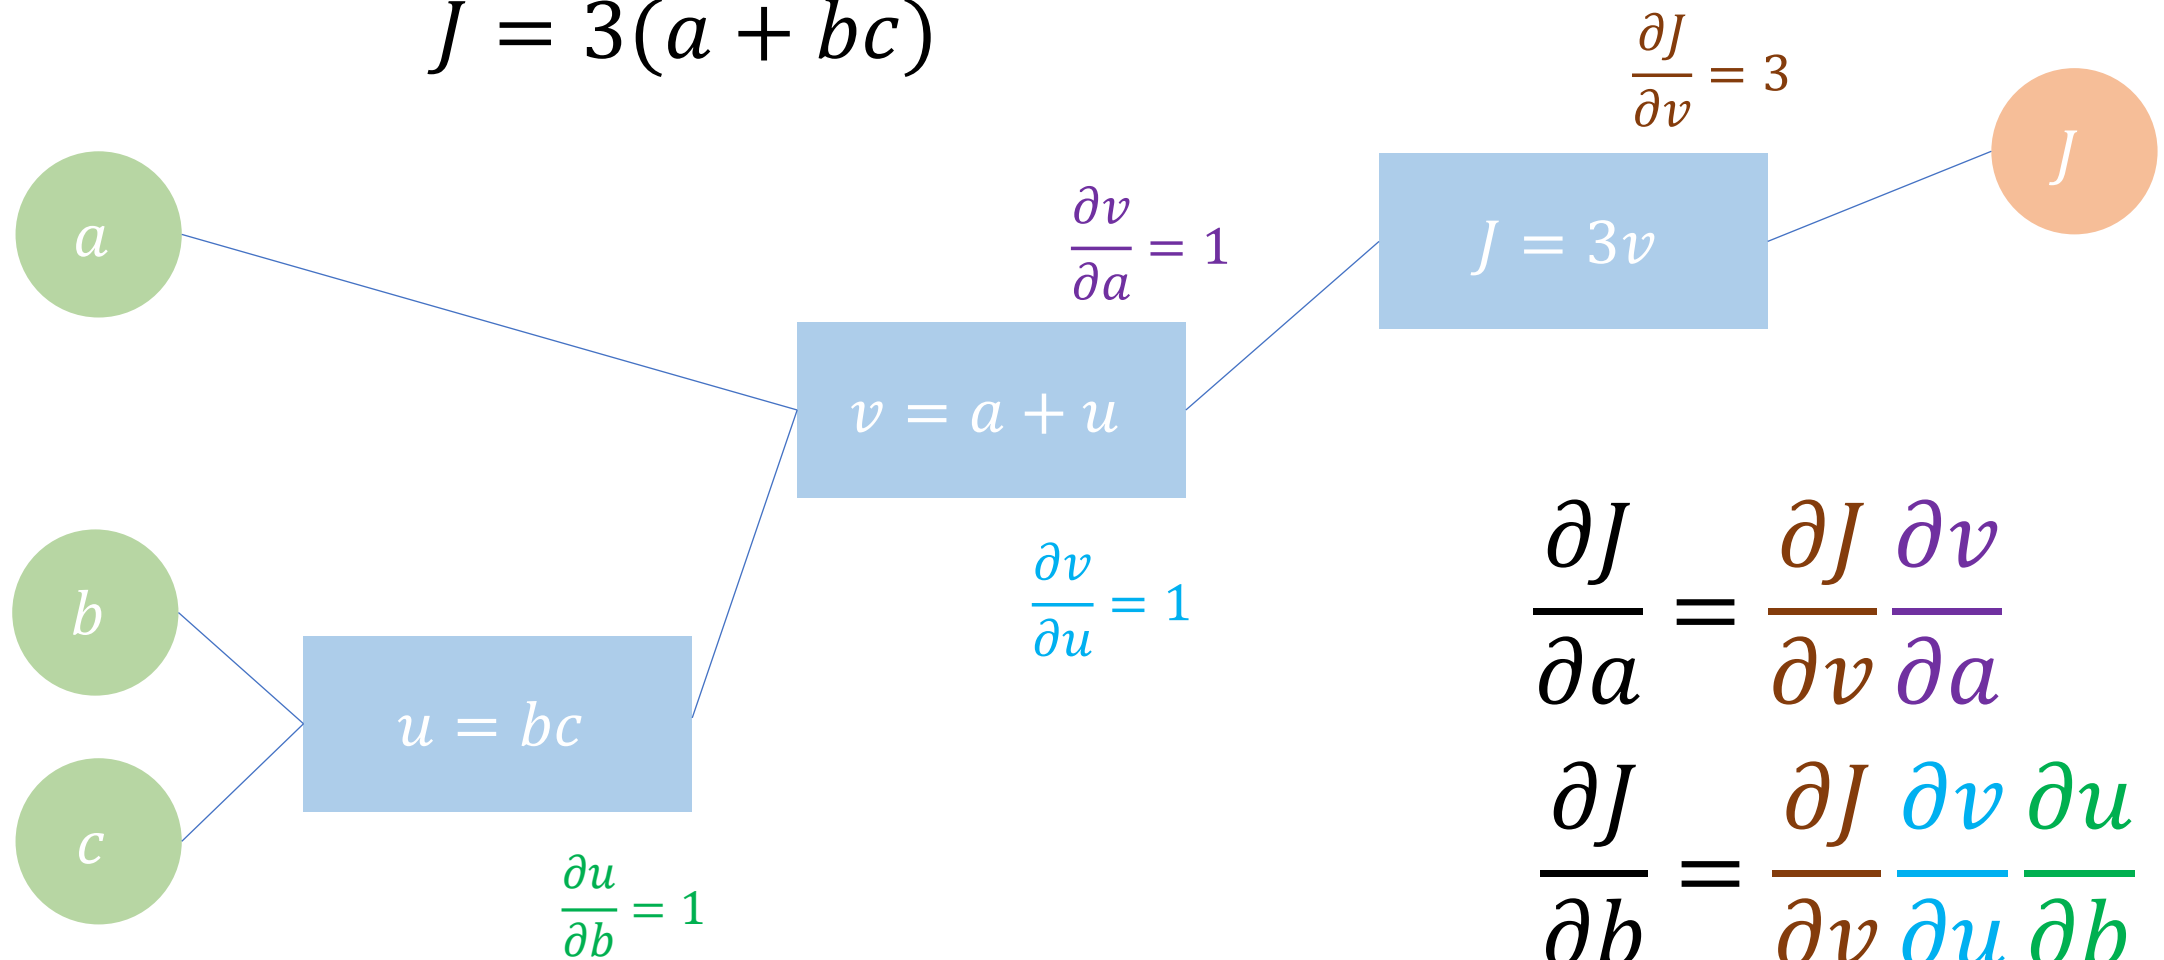 J = 3(a + bc)
∂J/∂v = 3
J
a
∂v/∂a = 1
J = 3v
v = a + u
∂v/∂u = 1
b
u = bc
c
∂u/∂b = 1
∂J/∂a = ∂J/∂v ∂v/∂a
∂J/∂b = ∂J/∂v ∂v/∂u ∂u/∂b